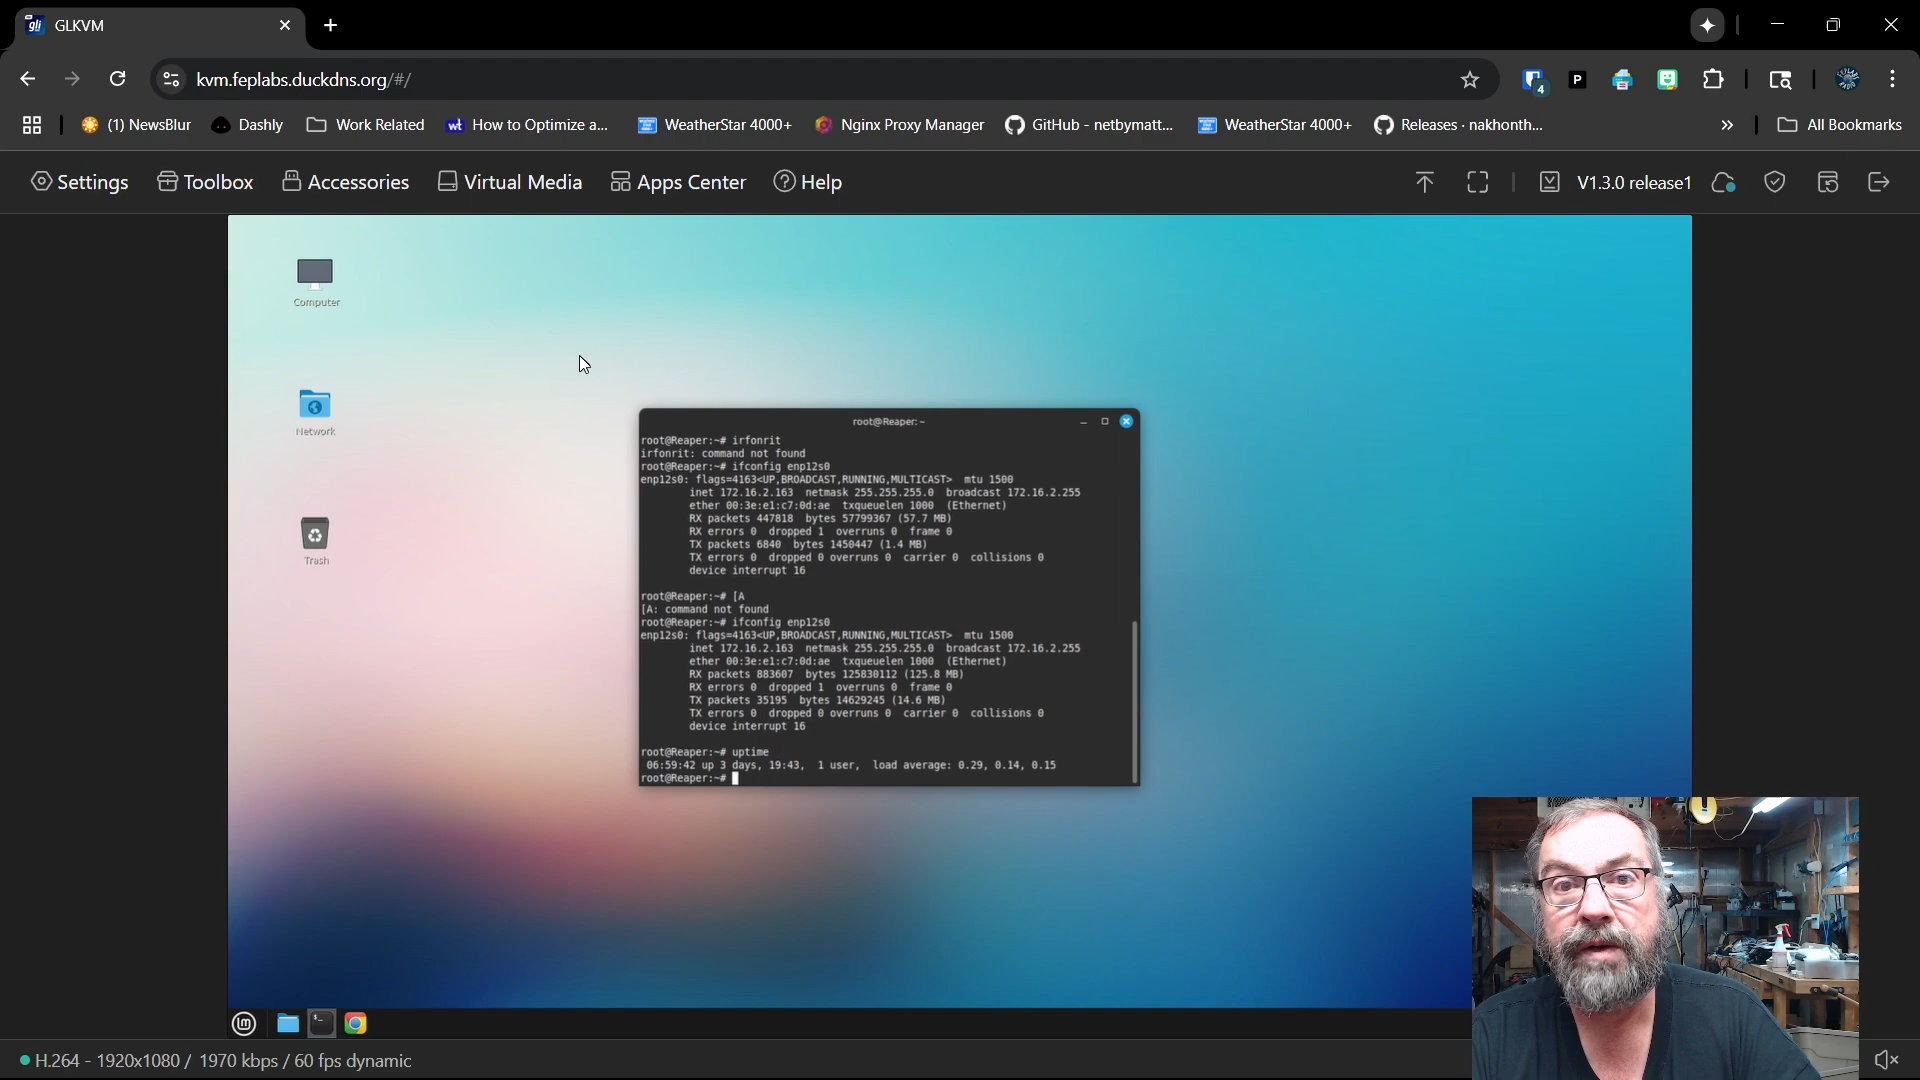 GLKVM
kvm.feplabs.duckdns.org/#/
4
P
(1) NewsBlur
Dashly
Work Related
wt
How to Optimize a...
WeatherStar 4000+
Nginx Proxy Manager
GitHub - netbymatt...
WeatherStar 4000+
Releases · nakhonth...
All Bookmarks
Settings
Toolbox
Accessories
Virtual Media
Apps Center
Help
V1.3.0 release1
Computer
Network
Trash
root@Reaper: ~
root@Reaper:~# irfonrit
irfonrit: command not found
root@Reaper:~# ifconfig enp12s0
enp12s0: flags=4163<UP,BROADCAST,RUNNING,MULTICAST>  mtu 1500
inet 172.16.2.163  netmask 255.255.255.0  broadcast 172.16.2.255
ether 00:3e:e1:c7:0d:ae  txqueuelen 1000  (Ethernet)
RX packets 447818  bytes 57799367 (57.7 MB)
RX errors 0  dropped 1  overruns 0  frame 0
TX packets 6840  bytes 1450447 (1.4 MB)
TX errors 0  dropped 0 overruns 0  carrier 0  collisions 0
device interrupt 16
root@Reaper:~# [A
[A: command not found
root@Reaper:~# ifconfig enp12s0
enp12s0: flags=4163<UP,BROADCAST,RUNNING,MULTICAST>  mtu 1500
inet 172.16.2.163  netmask 255.255.255.0  broadcast 172.16.2.255
ether 00:3e:e1:c7:0d:ae  txqueuelen 1000  (Ethernet)
RX packets 883607  bytes 125830112 (125.8 MB)
RX errors 0  dropped 1  overruns 0  frame 0
TX packets 35195  bytes 14629245 (14.6 MB)
TX errors 0  dropped 0 overruns 0  carrier 0  collisions 0
device interrupt 16
root@Reaper:~# uptime
06:59:42 up 3 days, 19:43,  1 user,  load average: 0.29, 0.14, 0.15
root@Reaper:~#
H.264 - 1920x1080 / 1970 kbps / 60 fps dynamic